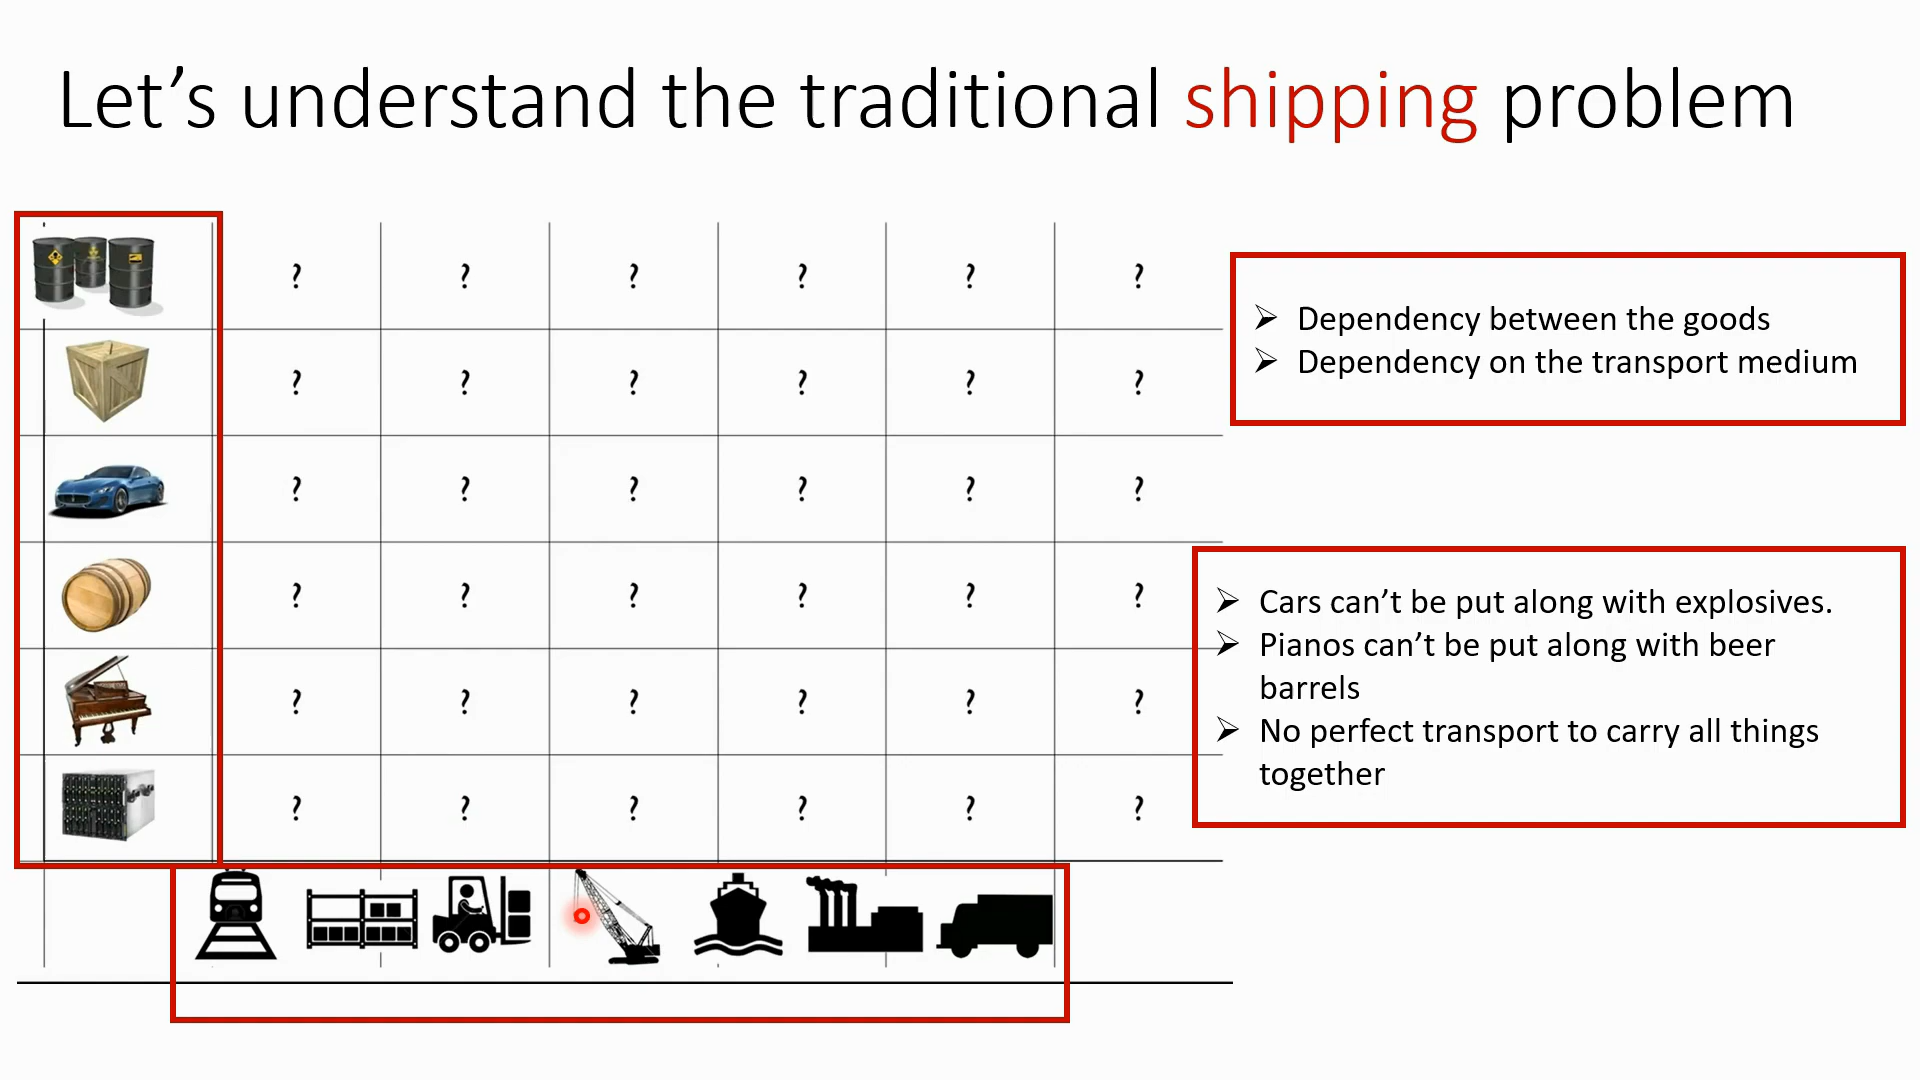 Let’s understand the traditional shipping problem
? ? ? ? ? ?
? ? ? ? ? ?
? ? ? ? ? ?
? ? ? ? ? ?
? ? ? ? ? ?
? ? ? ? ? ?
➢ Dependency between the goods
➢ Dependency on the transport medium
➢ Cars can’t be put along with explosives.
➢ Pianos can’t be put along with beer
barrels
➢ No perfect transport to carry all things
together